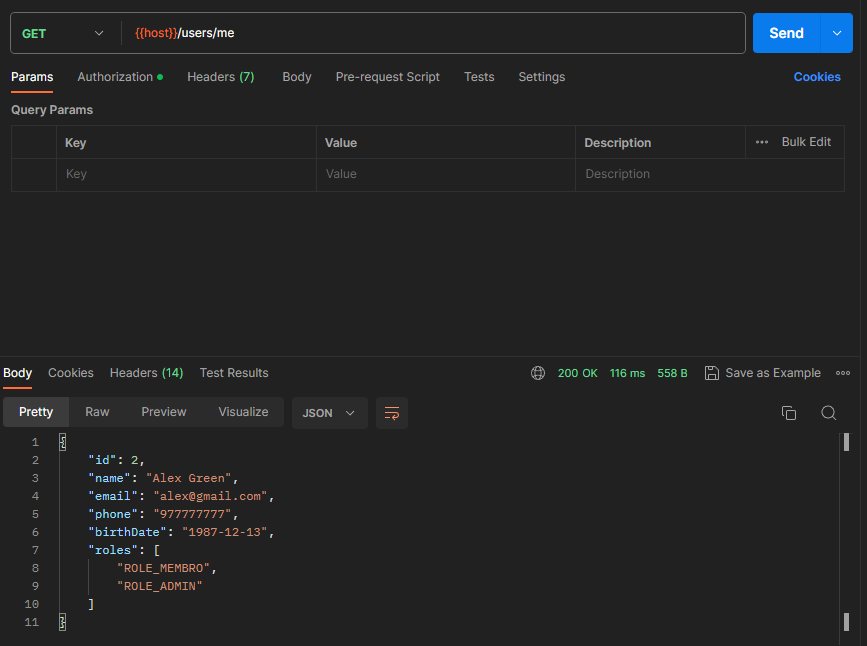 GET {{host}}/users/me Send
Params Authorization Headers (7) Body Pre-request Script Tests Settings Cookies
Query Params
Key Value Description ••• Bulk Edit
Key Value Description
Body Cookies Headers (14) Test Results 200 OK 116 ms 558 B Save as Example
Pretty Raw Preview Visualize JSON
1 {
2 "id": 2,
3 "name": "Alex Green",
4 "email": "alex@gmail.com",
5 "phone": "977777777",
6 "birthDate": "1987-12-13",
7 "roles": [
8 "ROLE_MEMBRO",
9 "ROLE_ADMIN"
10 ]
11 }